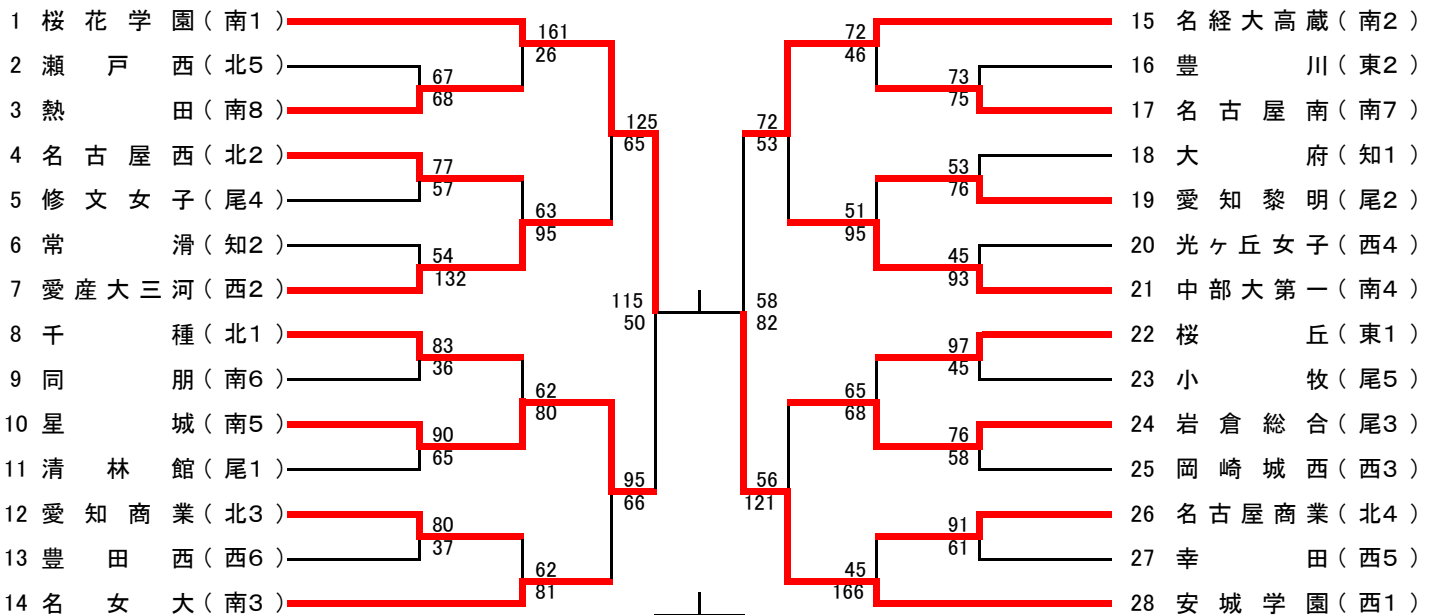 1 桜花学園(南1)
2 瀬戸西(北5)
3 熱田(南8)
4 名古屋西(北2)
5 修文女子(尾4)
6 常滑(知2)
7 愛産大三河(西2)
8 千種(北1)
9 同朋(南6)
10 星城(南5)
11 清林館(尾1)
12 愛知商業(北3)
13 豊田西(西6)
14 名女大(南3)
161
26
67
68
125
65
77
57
63
95
54
132
115
50
83
36
62
80
90
65
95
66
80
37
62
81
72
46
73
75
72
53
53
76
51
95
45
93
58
82
97
45
65
68
76
58
56
121
91
61
45
166
15 名経大高蔵(南2)
16 豊川(東2)
17 名古屋南(南7)
18 大府(知1)
19 愛知黎明(尾2)
20 光ヶ丘女子(西4)
21 中部大第一(南4)
22 桜丘(東1)
23 小牧(尾5)
24 岩倉総合(尾3)
25 岡崎城西(西3)
26 名古屋商業(北4)
27 幸田(西5)
28 安城学園(西1)